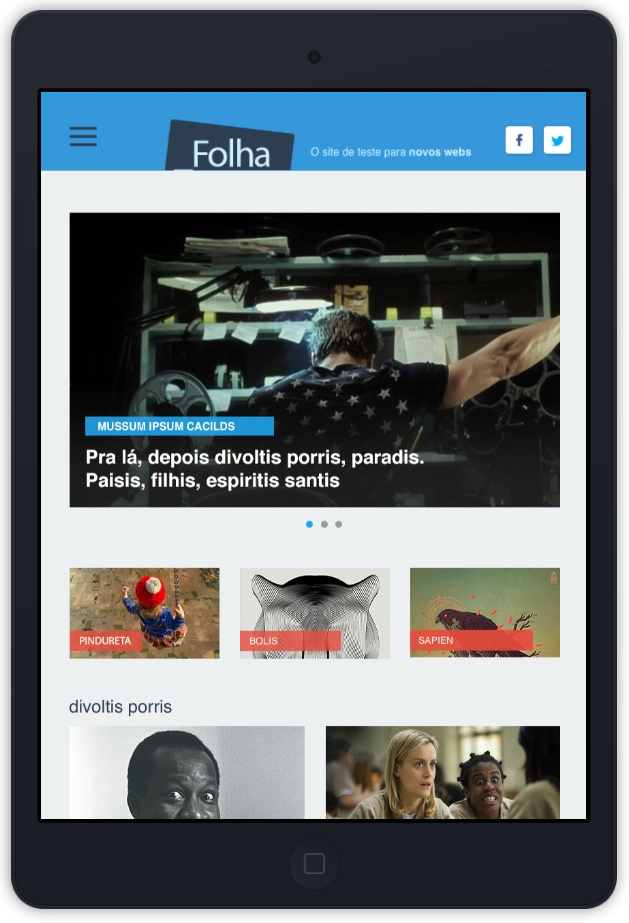 _Folha
O site de teste para novos webs
MUSSUM IPSUM CACILDS
Pra lá, depois divoltis porris, paradis.
Paisis, filhis, espiritis santis
PINDURETA
BOLIS
SAPIEN
divoltis porris